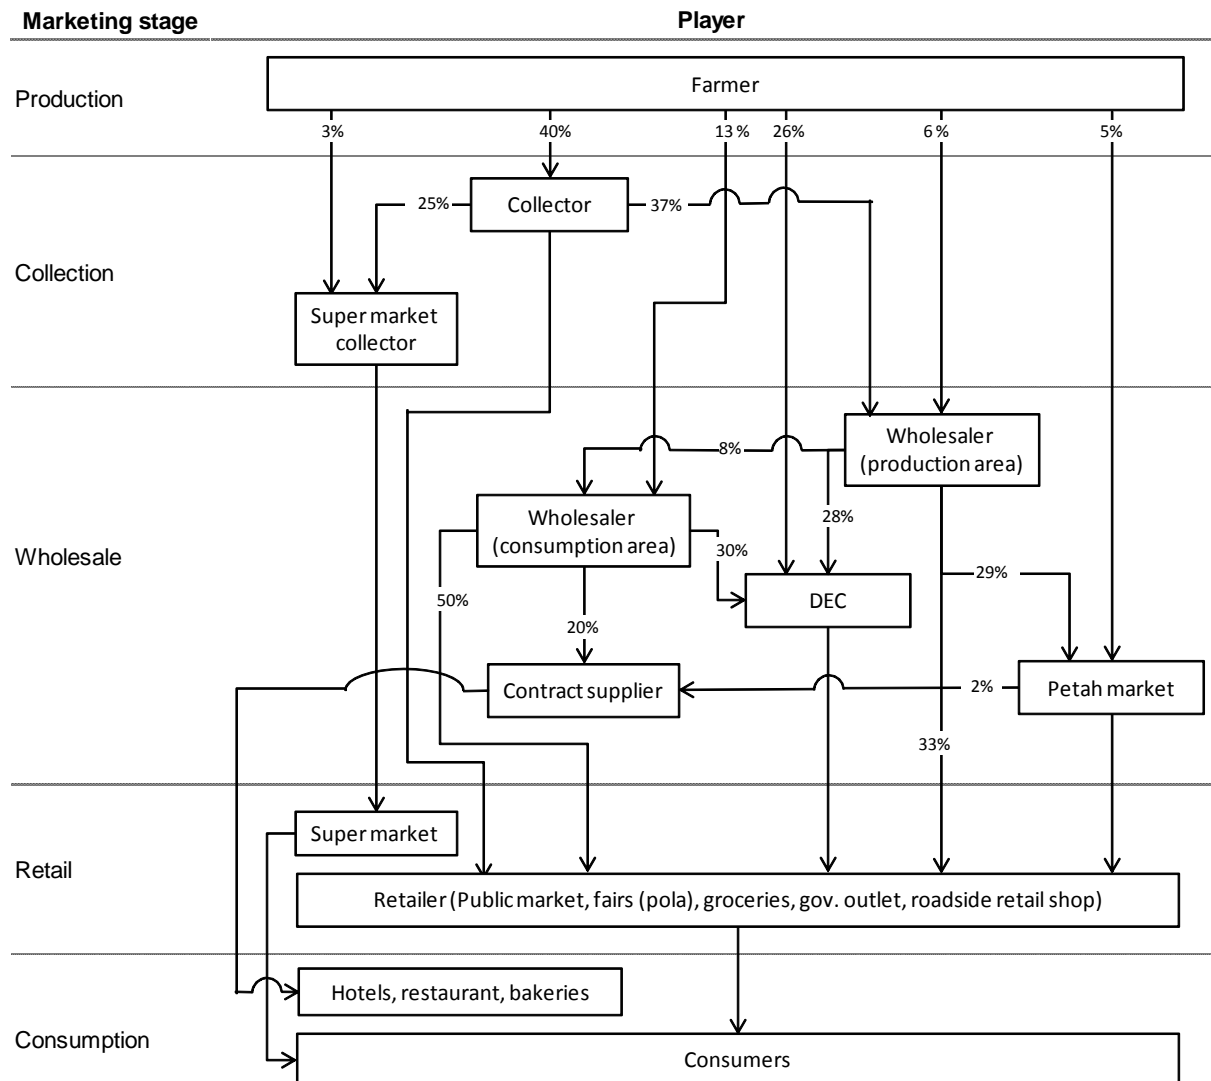 Marketing stage
Player
Production
Farmer
3%
40%
13 %
26%
6 %
5%
Collection
Collector
25%
37%
Super market
collector
Wholesale
Wholesaler
(production area)
8%
28%
Wholesaler
(consumption area)
30%
29%
50%
20%
DEC
Contract supplier
2%
Petah market
33%
Retail
Super market
Retailer (Public market, fairs (pola), groceries, gov. outlet, roadside retail shop)
Consumption
Hotels, restaurant, bakeries
Consumers